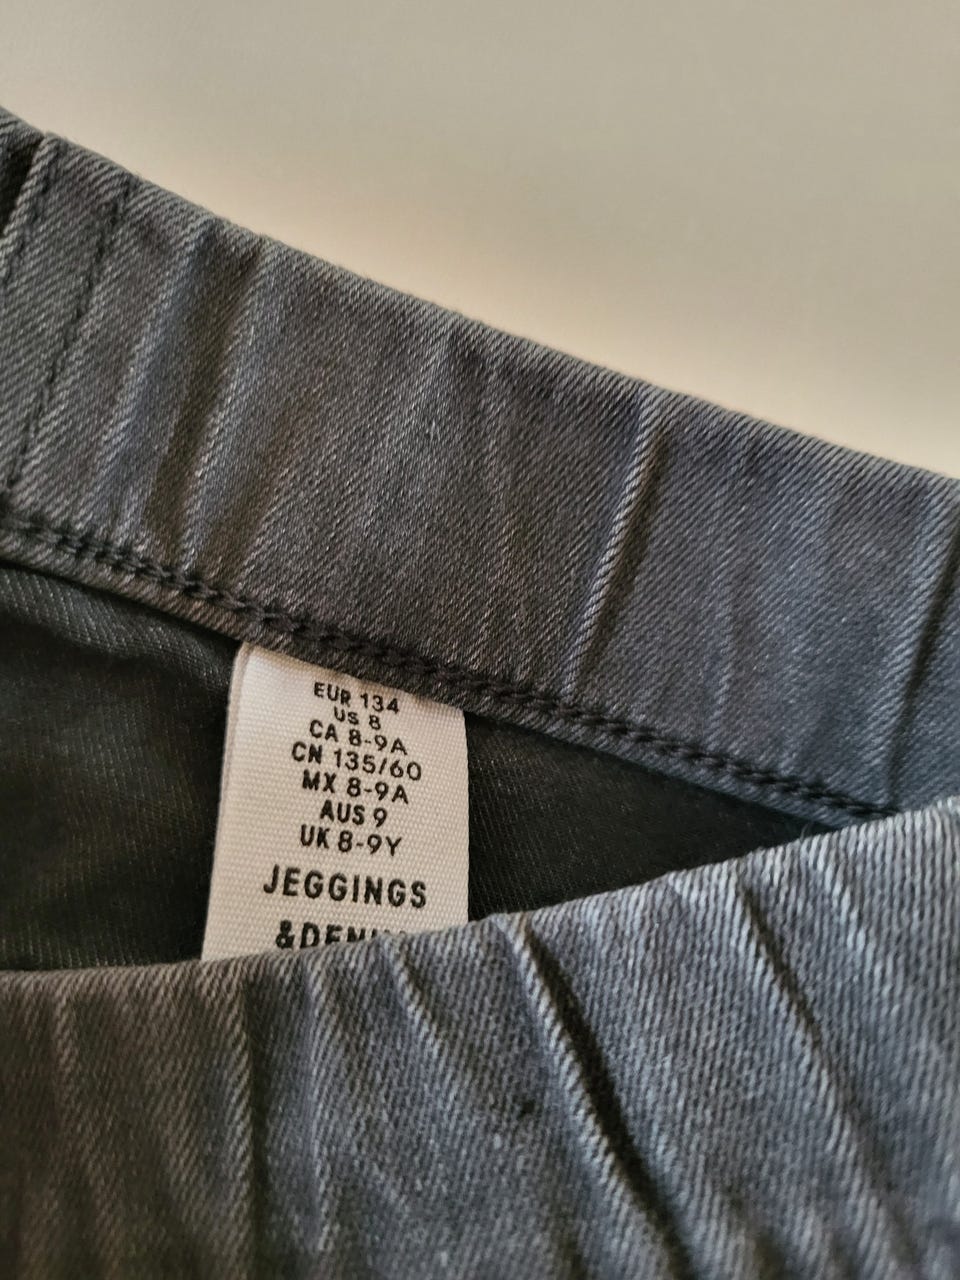 EUR 134
US 8
CA 8-9A
CN 135/60
MX 8-9A
AUS 9
UK 8-9Y
JEGGINGS